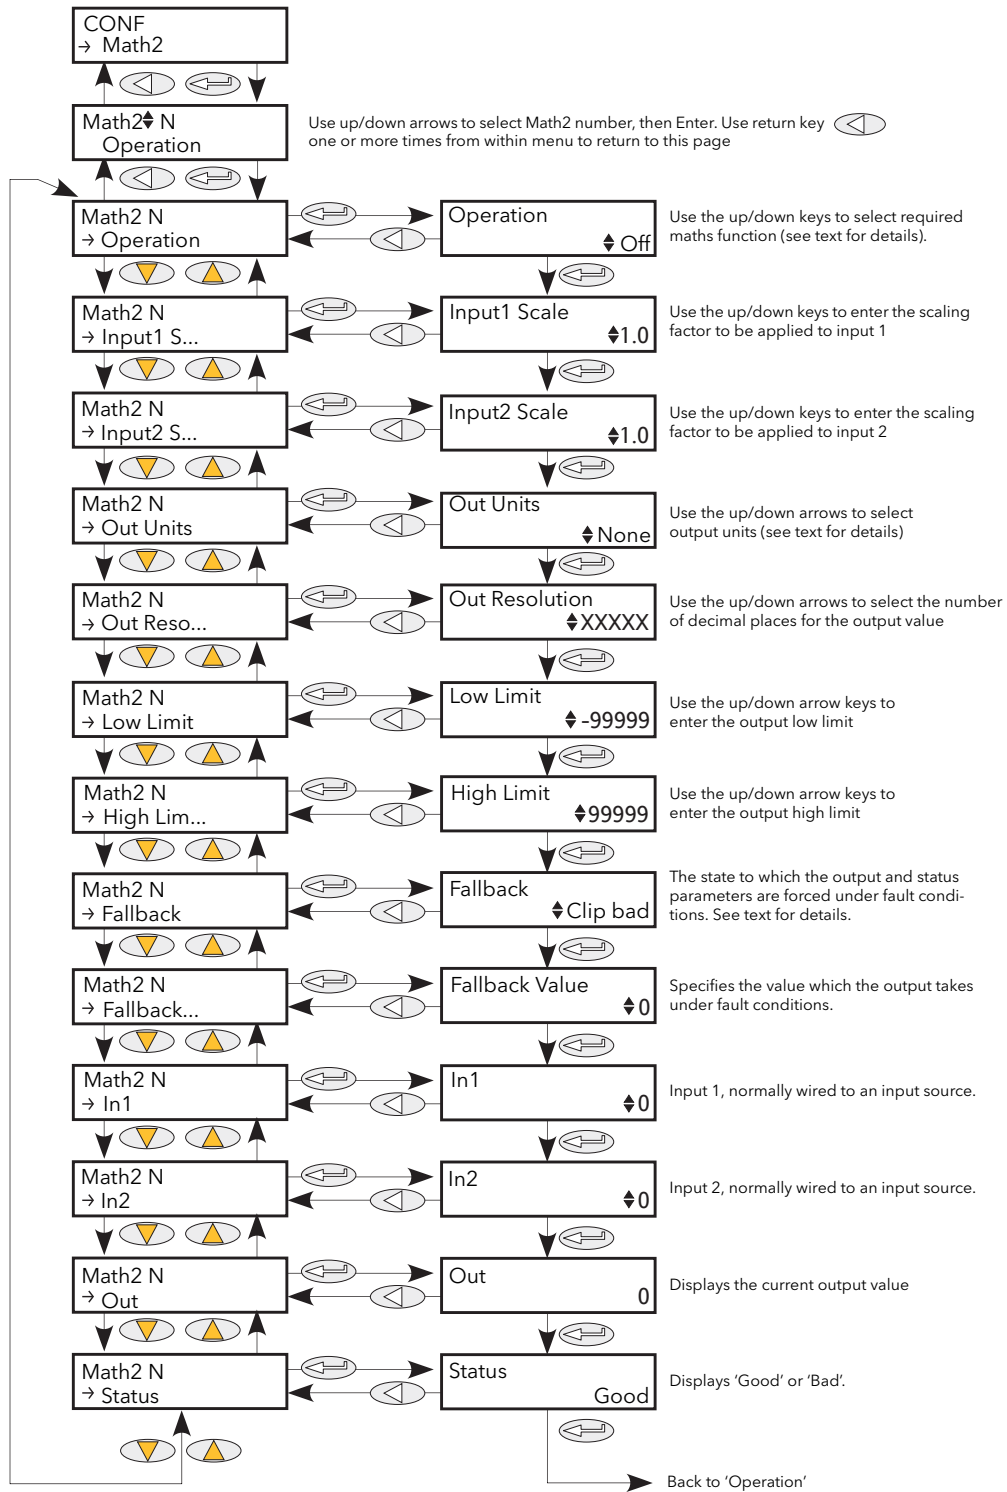 CONF
→ Math2
Math2 N
Operation
Use up/down arrows to select Math2 number, then Enter. Use return key
one or more times from within menu to return to this page
Math2 N
→ Operation
Operation
Off
Use the up/down keys to select required
maths function (see text for details).
Math2 N
→ Input1 S...
Input1 Scale
1.0
Use the up/down keys to enter the scaling
factor to be applied to input 1
Math2 N
→ Input2 S...
Input2 Scale
1.0
Use the up/down keys to enter the scaling
factor to be applied to input 2
Math2 N
→ Out Units
Out Units
None
Use the up/down arrows to select
output units (see text for details)
Math2 N
→ Out Reso...
Out Resolution
XXXXX
Use the up/down arrows to select the number
of decimal places for the output value
Math2 N
→ Low Limit
Low Limit
-99999
Use the up/down arrow keys to
enter the output low limit
Math2 N
→ High Lim...
High Limit
99999
Use the up/down arrow keys to
enter the output high limit
Math2 N
→ Fallback
Fallback
Clip bad
The state to which the output and status
parameters are forced under fault condi-
tions. See text for details.
Math2 N
→ Fallback...
Fallback Value
0
Specifies the value which the output takes
under fault conditions.
Math2 N
→ In1
In1
0
Input 1, normally wired to an input source.
Math2 N
→ In2
In2
0
Input 2, normally wired to an input source.
Math2 N
→ Out
Out
0
Displays the current output value
Math2 N
→ Status
Status
Good
Displays ‘Good’ or ‘Bad’.
Back to ‘Operation’